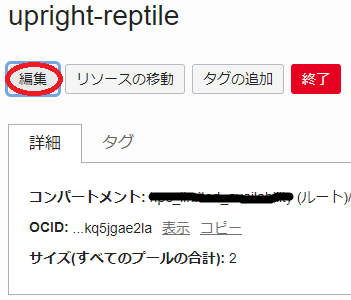 upright-reptile
編集 リソースの移動 タグの追加 終了
詳細 タグ
コンパートメント: (ルート)/
OCID: ...kq5jgae2la 表示 コピー
サイズ(すべてのプールの合計): 2